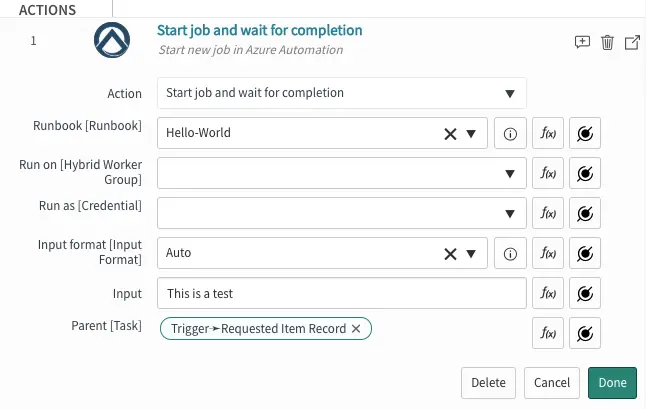 ACTIONS
1
Start job and wait for completion
Start new job in Azure Automation
Action
Start job and wait for completion
Runbook [Runbook]
Hello-World
f(x)
Run on [Hybrid Worker
Group]
f(x)
Run as [Credential]
f(x)
Input format [Input
Format]
Auto
f(x)
Input
This is a test
f(x)
Parent [Task]
Trigger➛Requested Item Record
f(x)
Delete
Cancel
Done